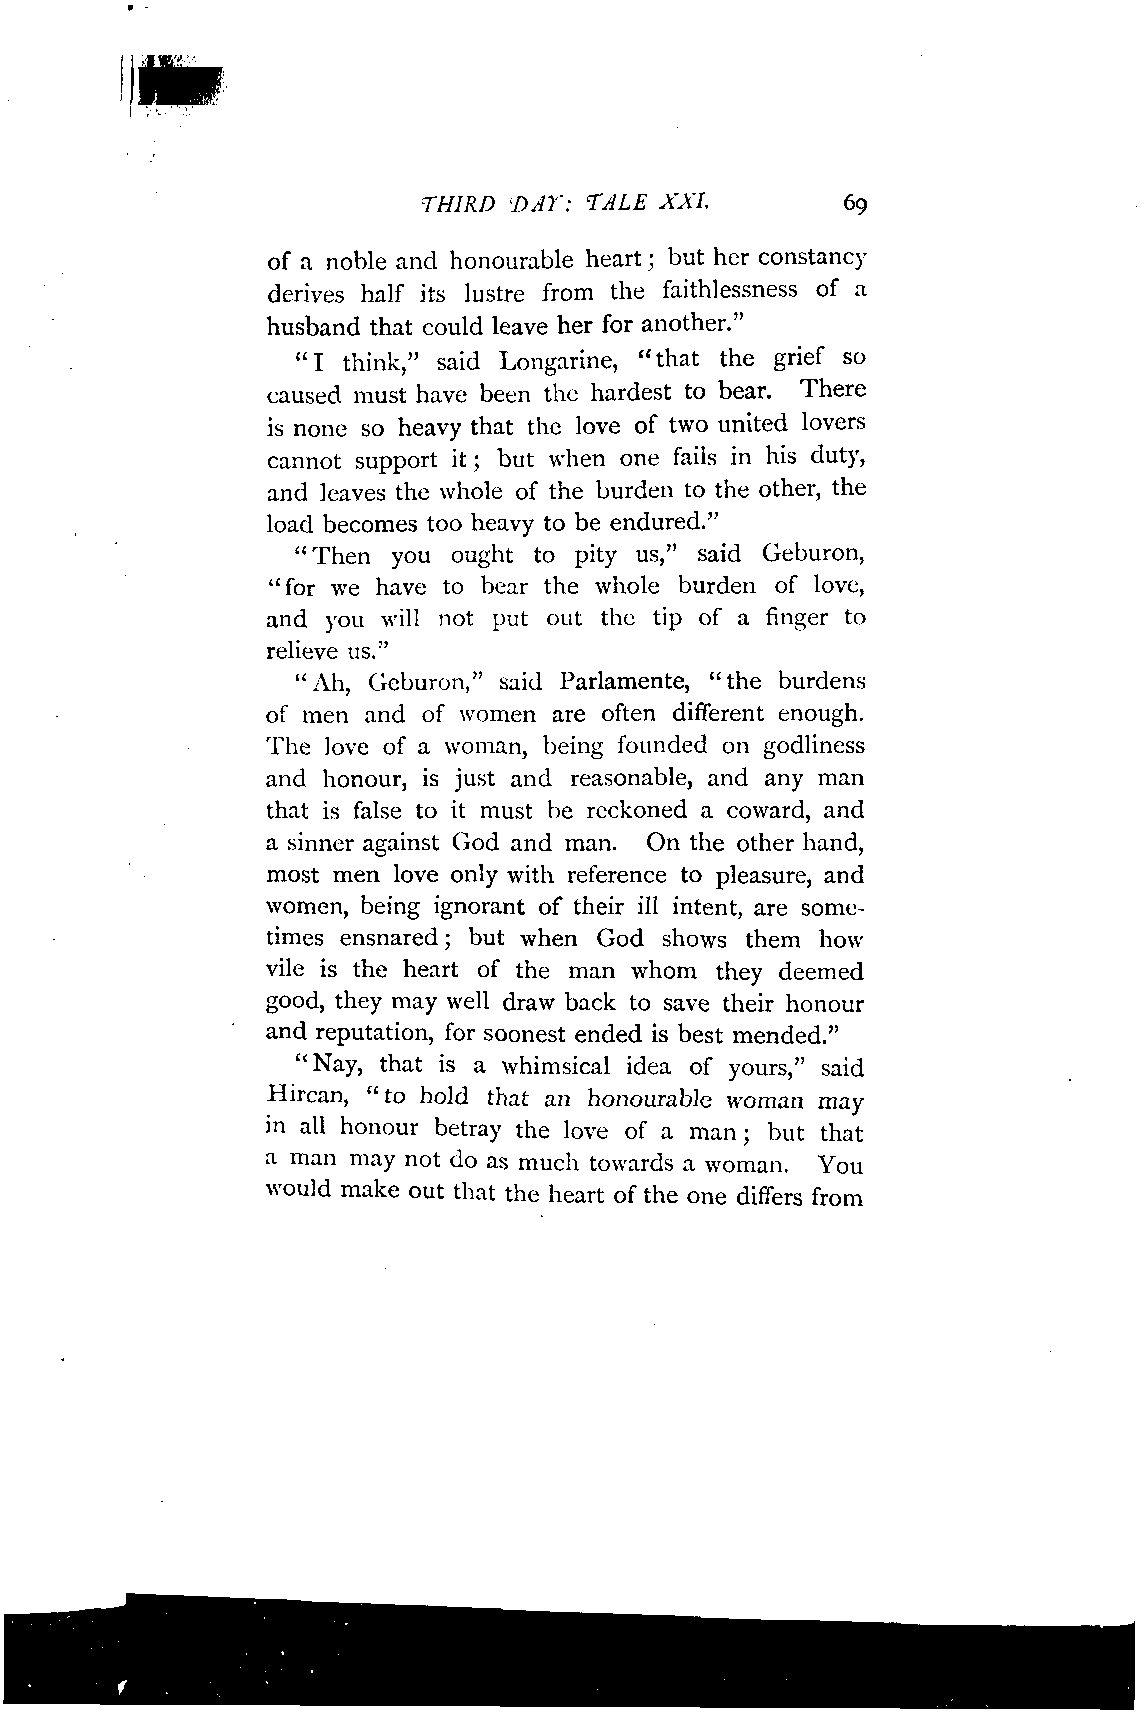 THIRD DAY: TALE XXI. 69
of a noble and honourable heart; but her constancy
derives half its lustre from the faithlessness of a
husband that could leave her for another.”
“I think,” said Longarine, “that the grief so
caused must have been the hardest to bear. There
is none so heavy that the love of two united lovers
cannot support it; but when one fails in his duty,
and leaves the whole of the burden to the other, the
load becomes too heavy to be endured.”
“Then you ought to pity us,” said Geburon,
“for we have to bear the whole burden of love,
and you will not put out the tip of a finger to
relieve us.”
“Ah, Geburon,” said Parlamente, “the burdens
of men and of women are often different enough.
The love of a woman, being founded on godliness
and honour, is just and reasonable, and any man
that is false to it must be reckoned a coward, and
a sinner against God and man. On the other hand,
most men love only with reference to pleasure, and
women, being ignorant of their ill intent, are some-
times ensnared; but when God shows them how
vile is the heart of the man whom they deemed
good, they may well draw back to save their honour
and reputation, for soonest ended is best mended.”
“Nay, that is a whimsical idea of yours,” said
Hircan, “to hold that an honourable woman may
in all honour betray the love of a man; but that
a man may not do as much towards a woman. You
would make out that the heart of the one differs from